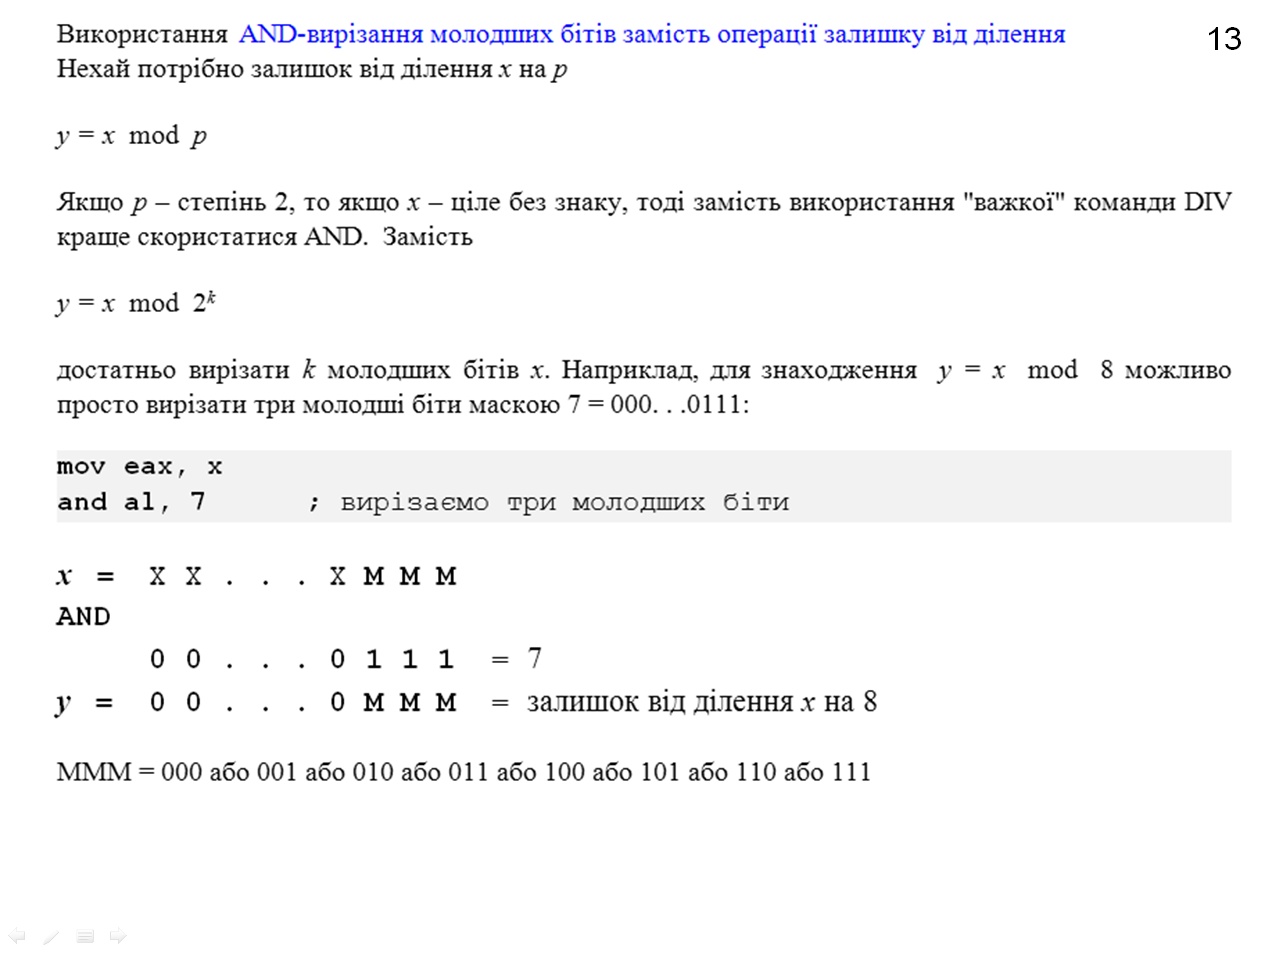 Використання AND-вирізання молодших бітів замість операції залишку від ділення
13
Нехай потрібно залишок від ділення x на p
y = x mod p
Якщо p – степінь 2, то якщо x – ціле без знаку, тоді замість використання "важкої" команди DIV
краще скористатися AND. Замість
y = x mod 2^k
достатньо вирізати k молодших бітів x. Наприклад, для знаходження y = x mod 8 можливо
просто вирізати три молодші біти маскою 7 = 000. . .0111:
mov eax, x
and al, 7 ; вирізаємо три молодших біти
x = X X . . . X M M M
AND
0 0 . . . 0 1 1 1 = 7
y = 0 0 . . . 0 M M M = залишок від ділення x на 8
МММ = 000 або 001 або 010 або 011 або 100 або 101 або 110 або 111